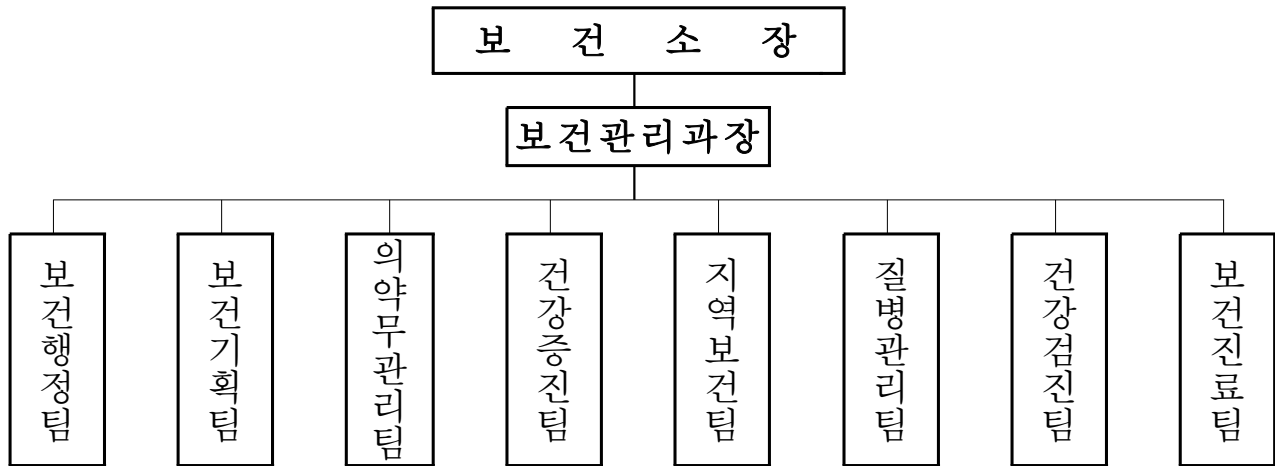 보 건 소 장
보건관리과장
보건행정팀
보건기획팀
의약무관리팀
건강증진팀
지역보건팀
질병관리팀
건강검진팀
보건진료팀